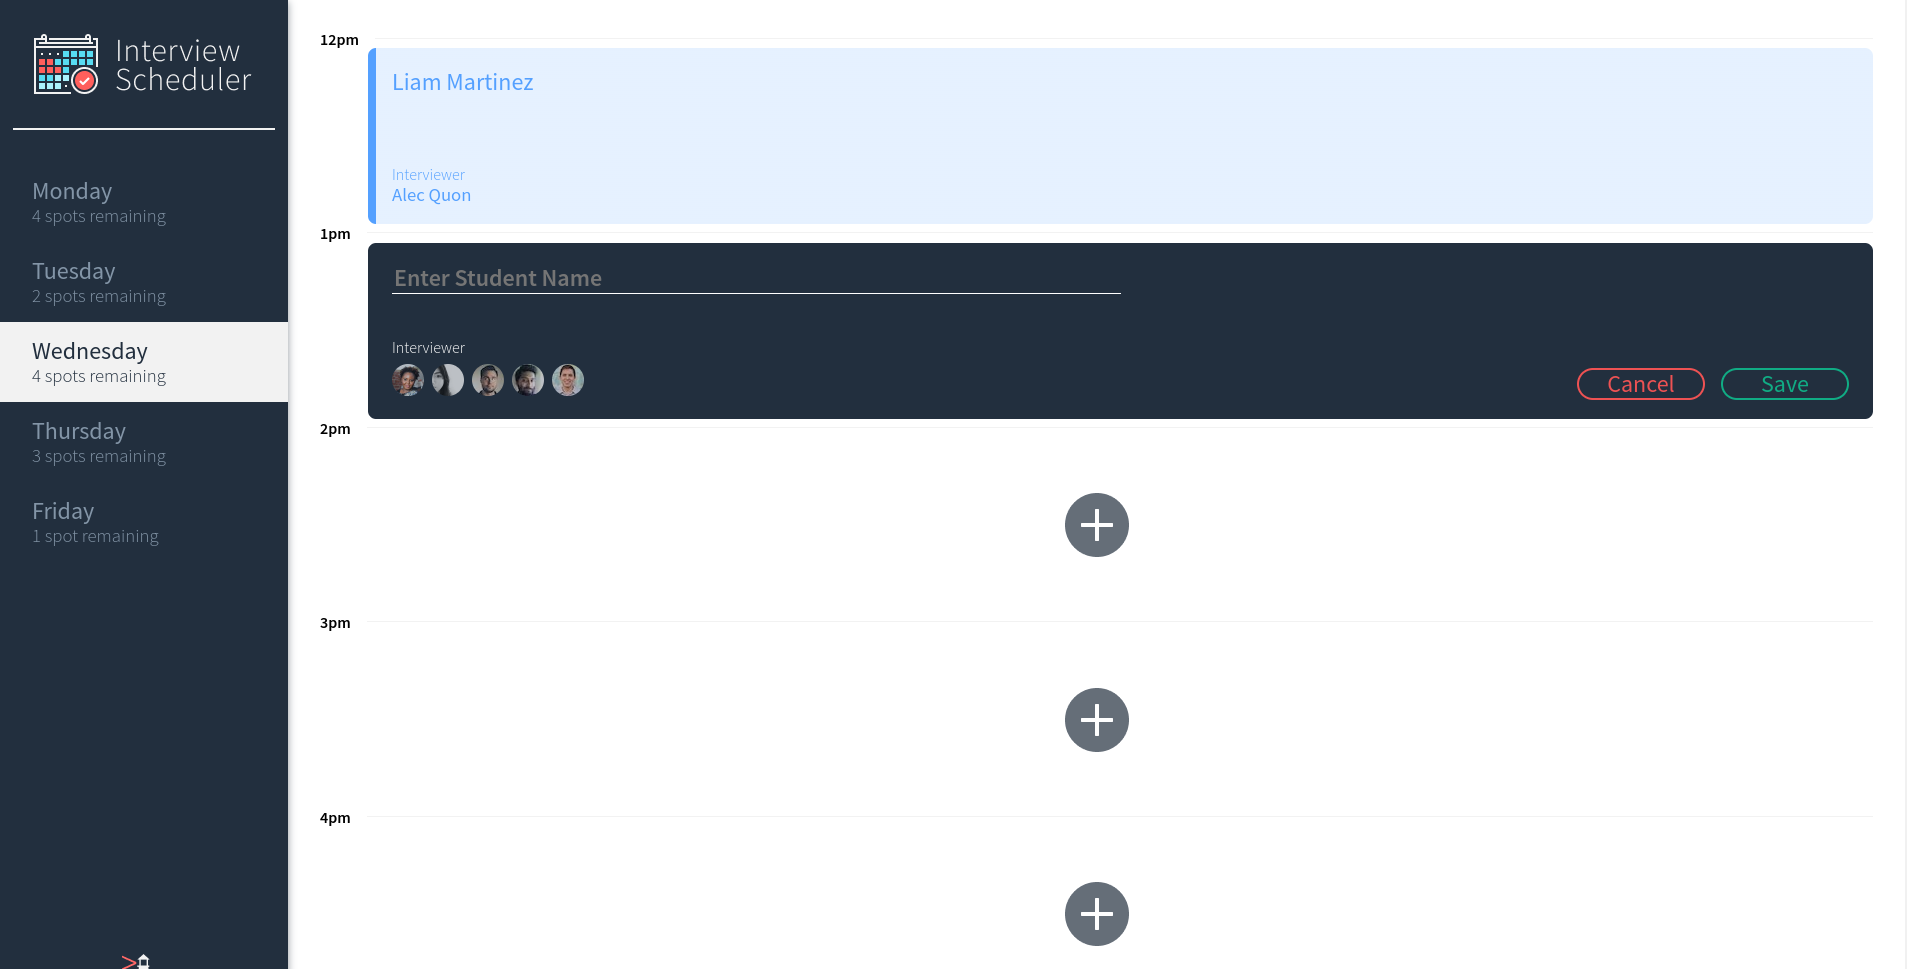 Interview
Scheduler
Monday
4 spots remaining
Tuesday
2 spots remaining
Wednesday
4 spots remaining
Thursday
3 spots remaining
Friday
1 spot remaining
12pm
Liam Martinez
Interviewer
Alec Quon
1pm
Enter Student Name
Interviewer
Cancel
Save
2pm
3pm
4pm